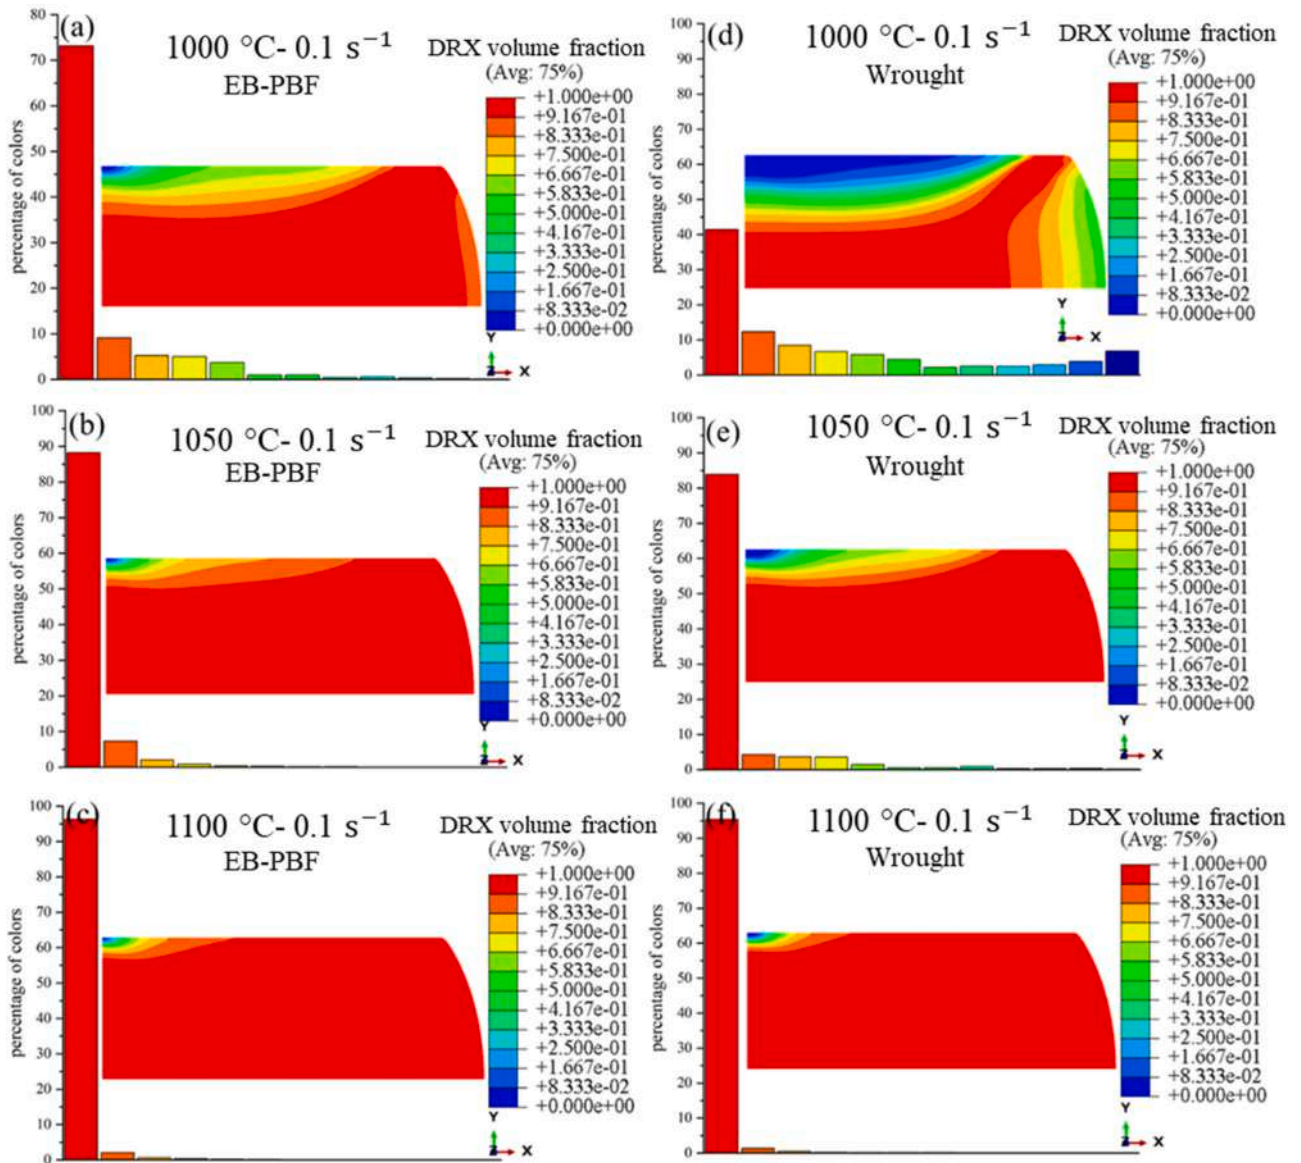 (a)
1000 °C- 0.1 s⁻¹
EB-PBF
DRX volume fraction
(Avg: 75%)
+1.000e+00
+9.167e-01
+8.333e-01
+7.500e-01
+6.667e-01
+5.833e-01
+5.000e-01
+4.167e-01
+3.333e-01
+2.500e-01
+1.667e-01
+8.333e-02
+0.000e+00
percentage of colors
80
70
60
50
40
30
20
10
0
Y
Z
X
(d)
1000 °C- 0.1 s⁻¹
Wrought
DRX volume fraction
(Avg: 75%)
+1.000e+00
+9.167e-01
+8.333e-01
+7.500e-01
+6.667e-01
+5.833e-01
+5.000e-01
+4.167e-01
+3.333e-01
+2.500e-01
+1.667e-01
+8.333e-02
+0.000e+00
percentage of colors
100
90
80
70
60
50
40
30
20
10
0
Y
Z
X
(b)
1050 °C- 0.1 s⁻¹
EB-PBF
DRX volume fraction
(Avg: 75%)
+1.000e+00
+9.167e-01
+8.333e-01
+7.500e-01
+6.667e-01
+5.833e-01
+5.000e-01
+4.167e-01
+3.333e-01
+2.500e-01
+1.667e-01
+8.333e-02
+0.000e+00
percentage of colors
100
90
80
70
60
50
40
30
20
10
0
Y
Z
X
(e)
1050 °C- 0.1 s⁻¹
Wrought
DRX volume fraction
(Avg: 75%)
+1.000e+00
+9.167e-01
+8.333e-01
+7.500e-01
+6.667e-01
+5.833e-01
+5.000e-01
+4.167e-01
+3.333e-01
+2.500e-01
+1.667e-01
+8.333e-02
+0.000e+00
percentage of colors
100
90
80
70
60
50
40
30
20
10
0
Y
Z
X
(c)
1100 °C- 0.1 s⁻¹
EB-PBF
DRX volume fraction
(Avg: 75%)
+1.000e+00
+9.167e-01
+8.333e-01
+7.500e-01
+6.667e-01
+5.833e-01
+5.000e-01
+4.167e-01
+3.333e-01
+2.500e-01
+1.667e-01
+8.333e-02
+0.000e+00
percentage of colors
100
90
80
70
60
50
40
30
20
10
0
Y
Z
X
(f)
1100 °C- 0.1 s⁻¹
Wrought
DRX volume fraction
(Avg: 75%)
+1.000e+00
+9.167e-01
+8.333e-01
+7.500e-01
+6.667e-01
+5.833e-01
+5.000e-01
+4.167e-01
+3.333e-01
+2.500e-01
+1.667e-01
+8.333e-02
+0.000e+00
percentage of colors
100
90
80
70
60
50
40
30
20
10
0
Y
Z
X